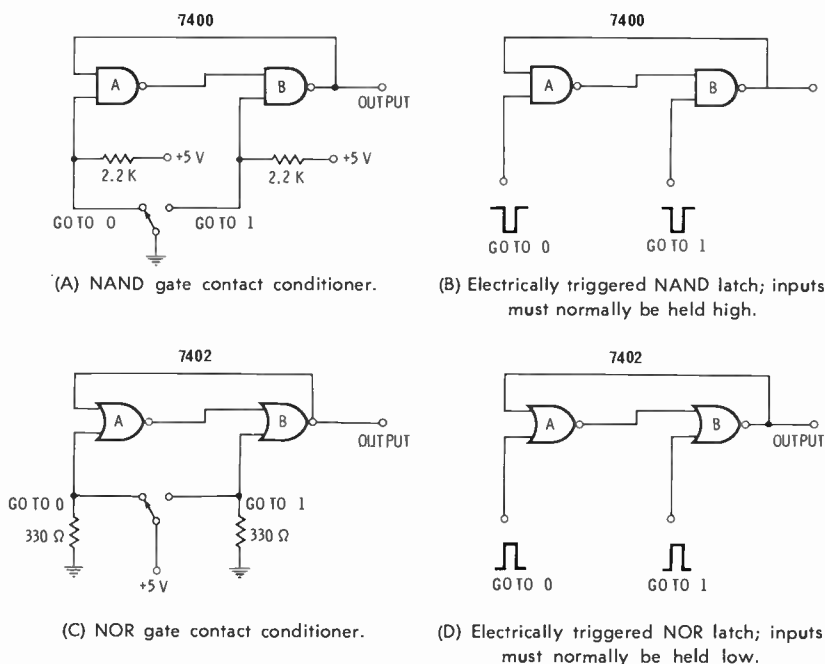 7400
A
B
OUTPUT
+5 V
2.2 K
+5 V
2.2 K
GO TO 0
GO TO 1
(A) NAND gate contact conditioner.
7400
A
B
GO TO 0
GO TO 1
(B) Electrically triggered NAND latch; inputs
must normally be held high.
7402
A
B
OUTPUT
GO TO 0
GO TO 1
330 Ω
330 Ω
+5 V
(C) NOR gate contact conditioner.
7402
A
B
OUTPUT
GO TO 0
GO TO 1
(D) Electrically triggered NOR latch; inputs
must normally be held low.